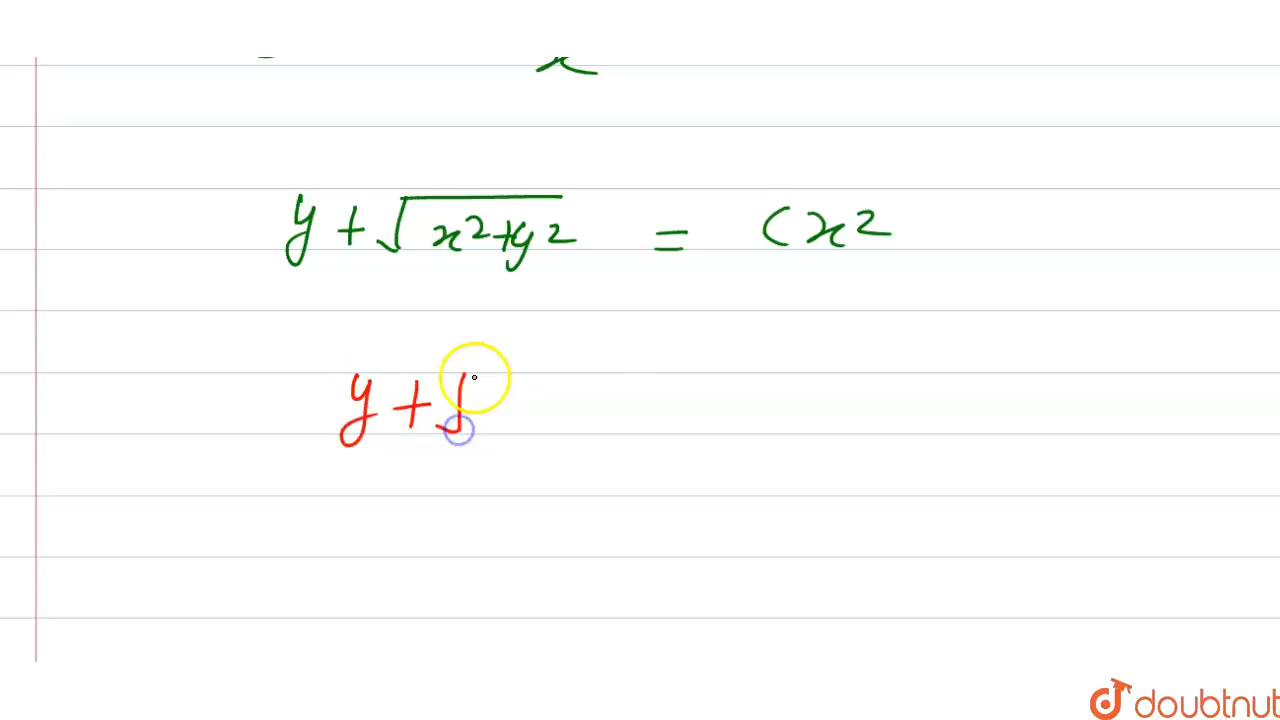 x
y + √x²+y² = Cx²
y + √
doubtnut